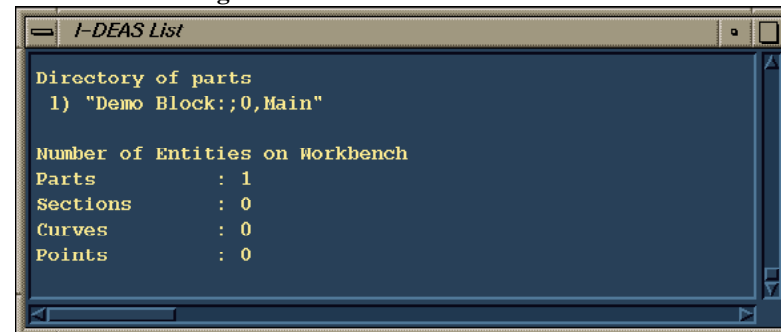 I-DEAS List
Directory of parts
1) "Demo Block:;0,Main"
Number of Entities on Workbench
Parts : 1
Sections : 0
Curves : 0
Points : 0